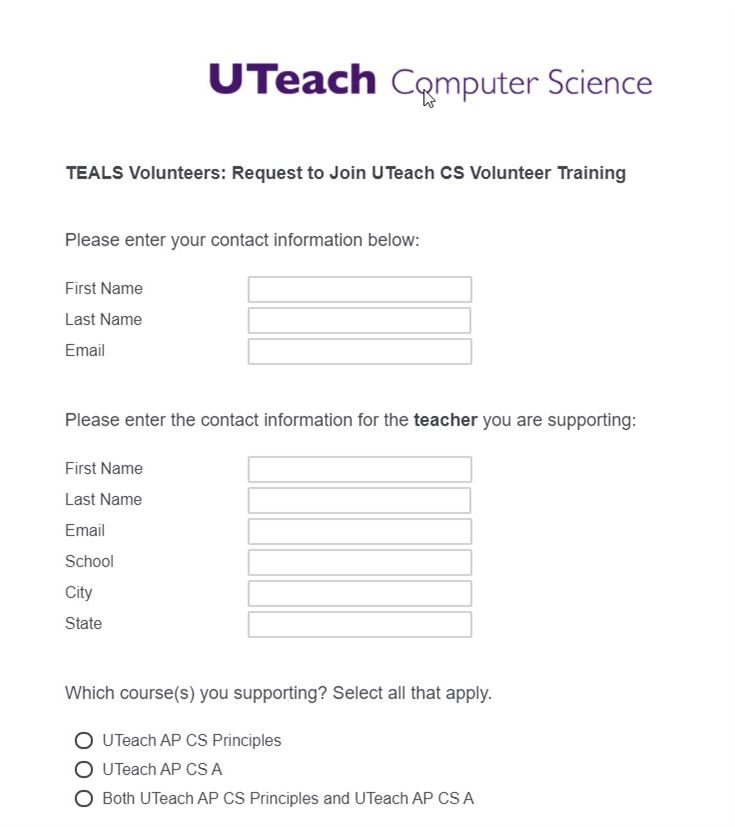 UTeach Computer Science
TEALS Volunteers: Request to Join UTeach CS Volunteer Training
Please enter your contact information below:
First Name
Last Name
Email
Please enter the contact information for the teacher you are supporting:
First Name
Last Name
Email
School
City
State
Which course(s) you supporting? Select all that apply.
UTeach AP CS Principles
UTeach AP CS A
Both UTeach AP CS Principles and UTeach AP CS A